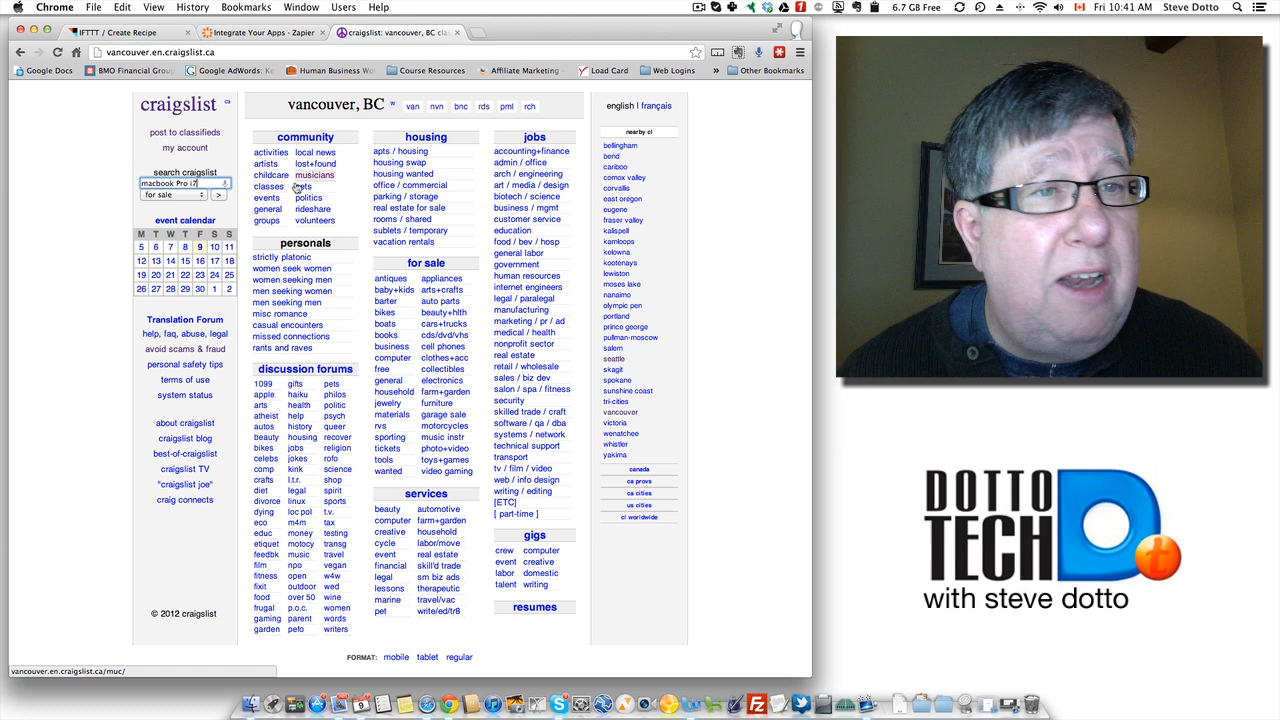 Chrome File Edit View History Bookmarks Window Users Help 6.7 GB Free Fri 10:41 AM Steve Dotto
IFTTT / Create Recipe
Integrate Your Apps - Zapier
craigslist: vancouver, BC cla
vancouver.en.craigslist.ca
Google Docs BMO Financial Group Google AdWords: Ke Human Business Wo Course Resources Affiliate Marketing - Load Card Web Logins » Other Bookmarks
craigslist ca
post to classifieds
my account
search craigslist
macbook Pro i7
for sale >
event calendar
M T W T F S S
5 6 7 8 9 10 11
12 13 14 15 16 17 18
19 20 21 22 23 24 25
26 27 28 29 30 1 2
Translation Forum
help, faq, abuse, legal
avoid scams & fraud
personal safety tips
terms of use
system status
about craigslist
craigslist blog
best-of-craigslist
craigslist TV
"craigslist joe"
craig connects
© 2012 craigslist
vancouver, BC w van nvn bnc rds pml rch
community
activities local news
artists lost+found
childcare musicians
classes pets
events politics
general rideshare
groups volunteers
personals
strictly platonic
women seek women
women seeking men
men seeking women
men seeking men
misc romance
casual encounters
missed connections
rants and raves
discussion forums
1099 gifts pets
apple haiku philos
arts health politic
atheist help psych
autos history queer
beauty housing recover
bikes jobs religion
celebs jokes rofo
comp kink science
crafts l.t.r. shop
diet legal spirit
divorce linux sports
dying loc pol t.v.
eco m4m tax
educ money testing
etiquet motocy transg
feedbk music travel
film npo vegan
fitness open w4w
fixit outdoor wed
food over 50 wine
frugal p.o.c. women
gaming parent words
garden pefo writers
housing
apts / housing
housing swap
housing wanted
office / commercial
parking / storage
real estate for sale
rooms / shared
sublets / temporary
vacation rentals
for sale
antiques appliances
baby+kids arts+crafts
barter auto parts
bikes beauty+hlth
boats cars+trucks
books cds/dvd/vhs
business cell phones
computer clothes+acc
free collectibles
general electronics
household farm+garden
jewelry furniture
materials garage sale
rvs motorcycles
sporting music instr
tickets photo+video
tools toys+games
wanted video gaming
services
beauty automotive
computer farm+garden
creative household
cycle labor/move
event real estate
financial skill'd trade
legal sm biz ads
lessons therapeutic
marine travel/vac
pet write/ed/tr8
jobs
accounting+finance
admin / office
arch / engineering
art / media / design
biotech / science
business / mgmt
customer service
education
food / bev / hosp
general labor
government
human resources
internet engineers
legal / paralegal
manufacturing
marketing / pr / ad
medical / health
nonprofit sector
real estate
retail / wholesale
sales / biz dev
salon / spa / fitness
security
skilled trade / craft
software / qa / dba
systems / network
technical support
transport
tv / film / video
web / info design
writing / editing
[ETC]
[ part-time ]
gigs
crew computer
event creative
labor domestic
talent writing
resumes
english | français
nearby cl
bellingham
bend
cariboo
comox valley
corvallis
east oregon
eugene
fraser valley
kalispell
kamloops
kelowna
kootenays
lewiston
moses lake
nanaimo
olympic pen
portland
prince george
pullman-moscow
salem
seattle
skagit
spokane
sunshine coast
tri-cities
vancouver
victoria
wenatchee
whistler
yakima
canada
ca provs
ca cities
us cities
cl worldwide
FORMAT: mobile tablet regular
vancouver.en.craigslist.ca/muc/
DOTTO
TECH
with steve dotto